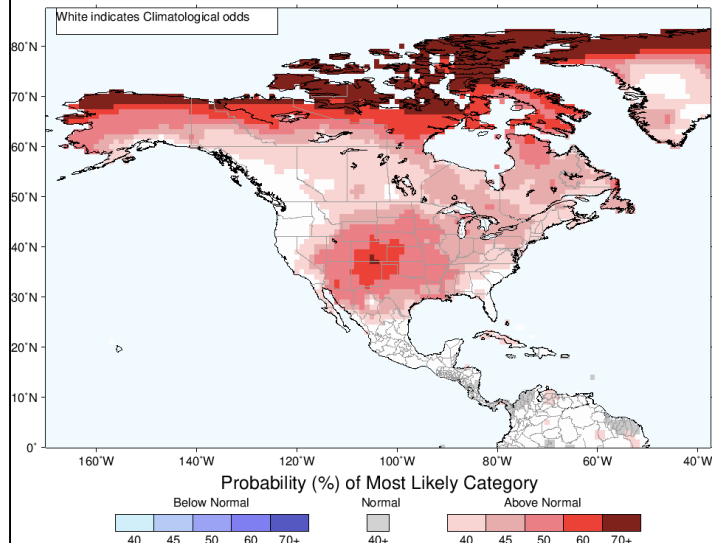 White indicates Climatological odds
80˚N
70˚N
60˚N
50˚N
40˚N
30˚N
20˚N
10˚N
0˚
160˚W 140˚W 120˚W 100˚W 80˚W 60˚W 40˚W
Probability (%) of Most Likely Category
Below Normal Normal Above Normal
40 45 50 60 70+ 40+ 40 45 50 60 70+